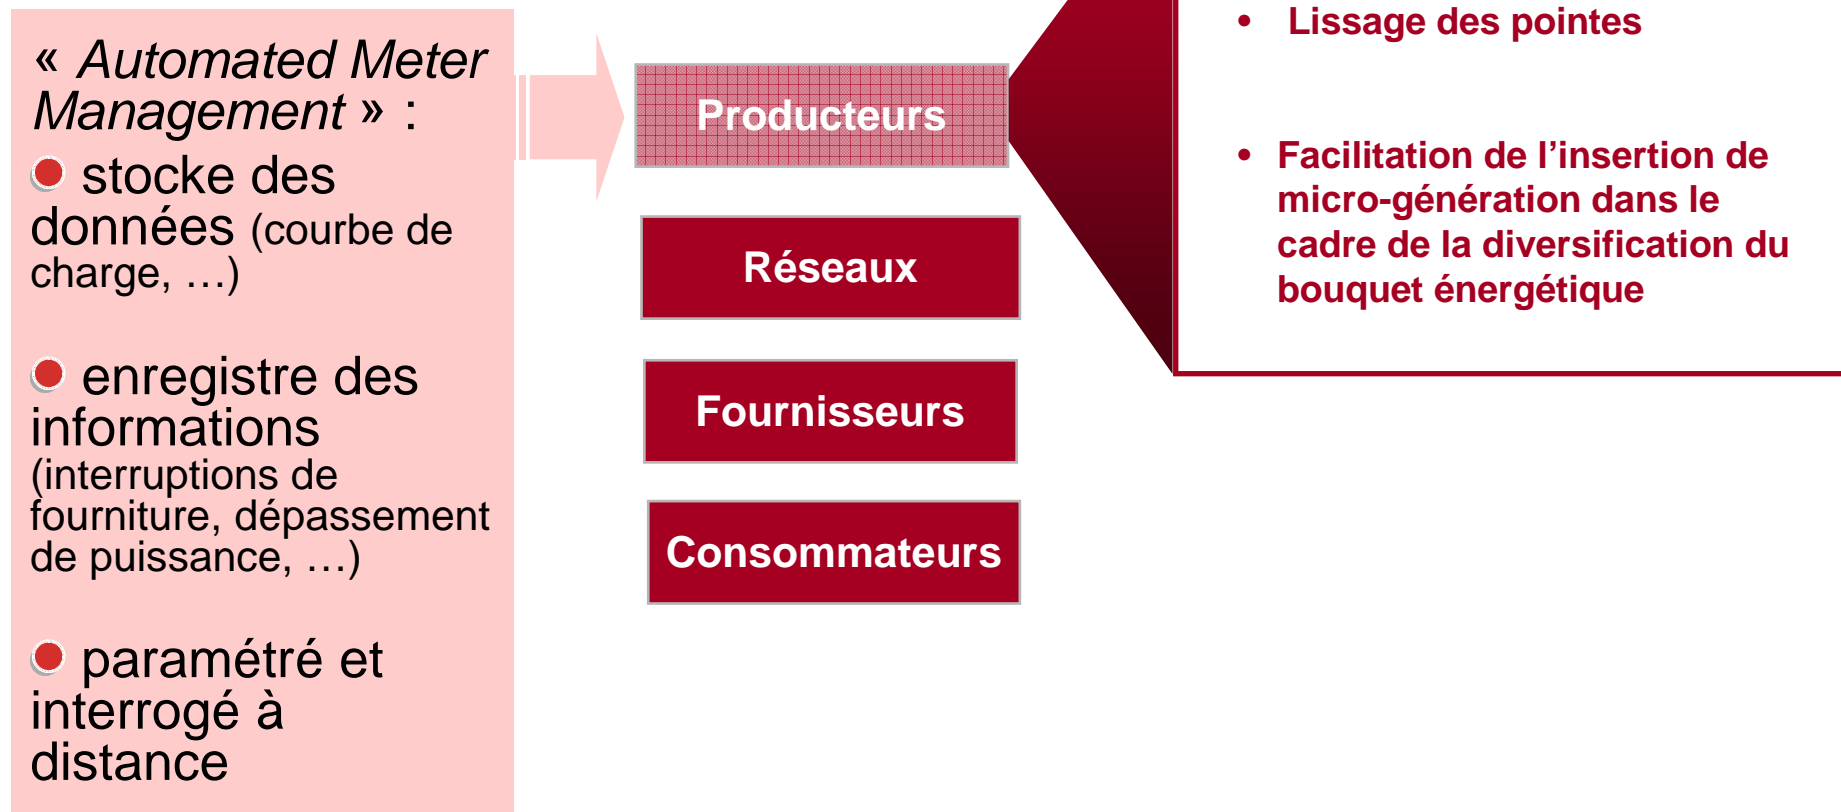 « Automated Meter
Management » :
stocke des
données (courbe de
charge, …)
enregistre des
informations
(interruptions de
fourniture, dépassement
de puissance, …)
paramétré et
interrogé à
distance
Producteurs
Réseaux
Fournisseurs
Consommateurs
• Lissage des pointes
• Facilitation de l’insertion de
micro-génération dans le
cadre de la diversification du
bouquet énergétique